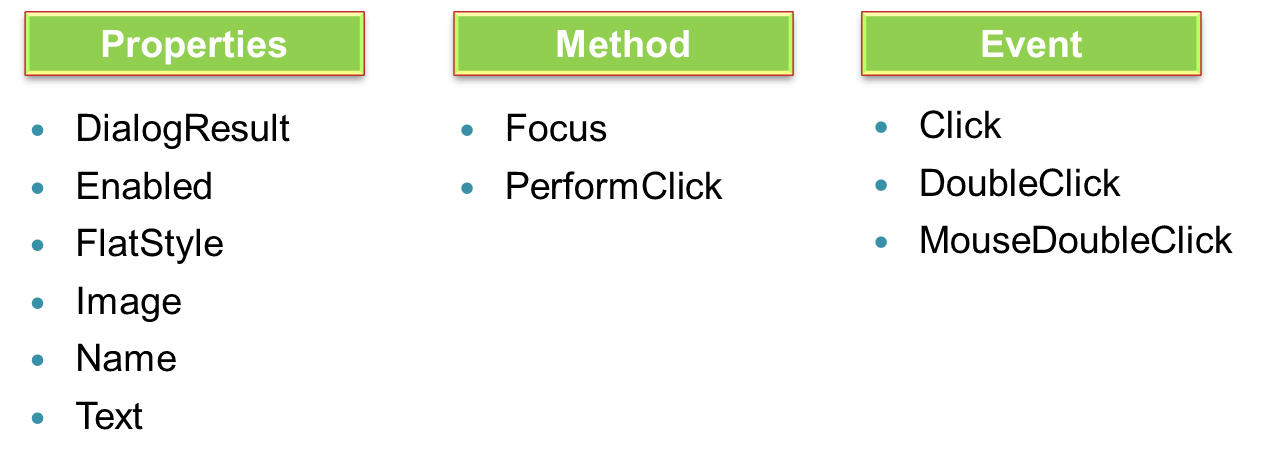 Properties
DialogResult
Enabled
FlatStyle
Image
Name
Text
Method
Focus
PerformClick
Event
Click
DoubleClick
MouseDoubleClick